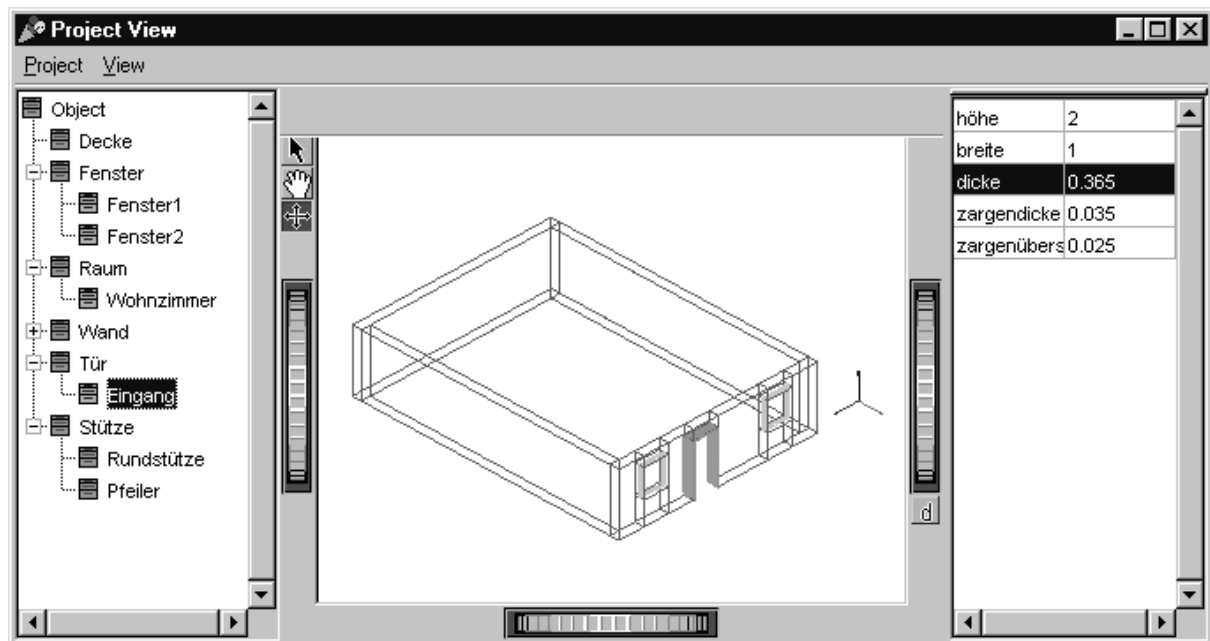 Project View
Project View
Object
Decke
Fenster
Fenster1
Fenster2
Raum
Wohnzimmer
Wand
Tür
Eingang
Stütze
Rundstütze
Pfeiler
d
höhe 2
breite 1
dicke 0.365
zargendicke 0.035
zargenübers 0.025